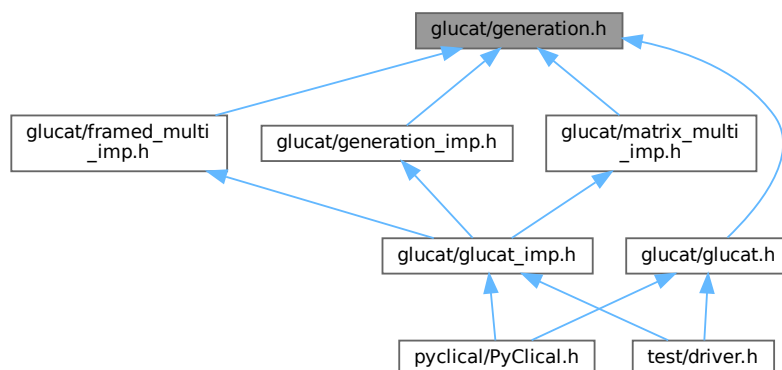 glucat/generation.h
glucat/framed_multi
_imp.h
glucat/generation_imp.h
glucat/matrix_multi
_imp.h
glucat/glucat_imp.h
glucat/glucat.h
pyclical/PyClical.h
test/driver.h